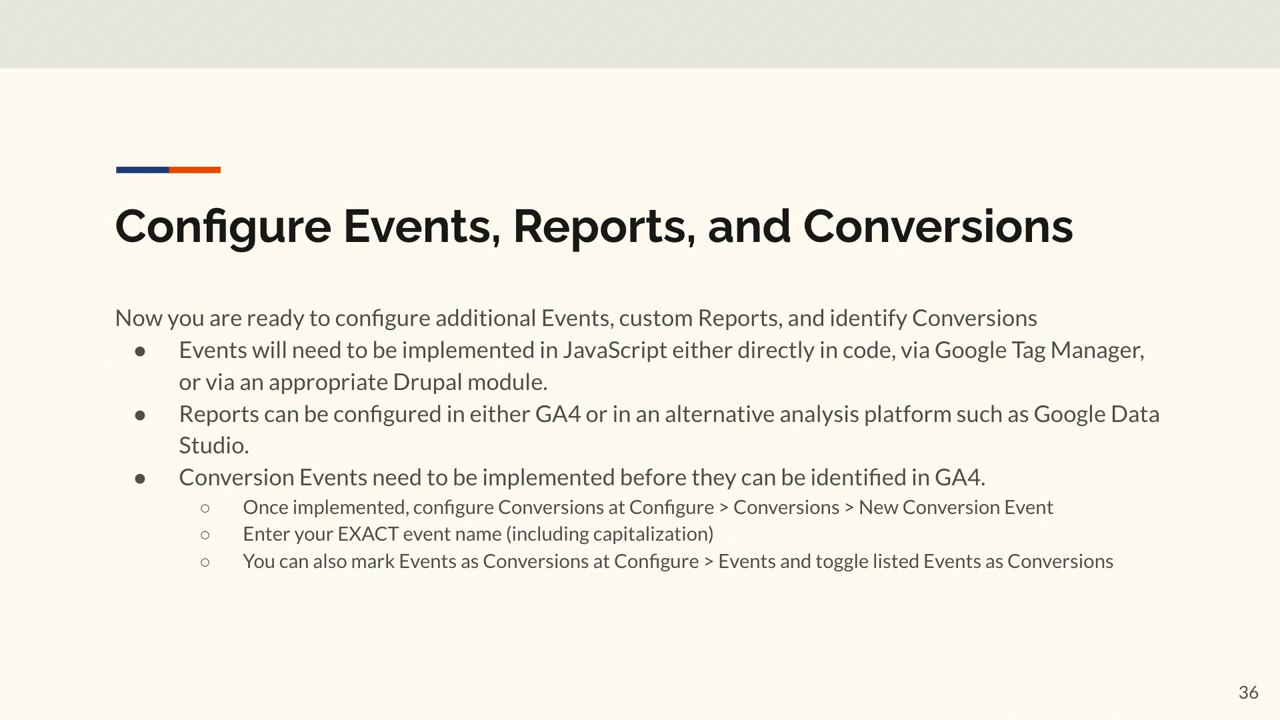 Configure Events, Reports, and Conversions
Now you are ready to configure additional Events, custom Reports, and identify Conversions
● Events will need to be implemented in JavaScript either directly in code, via Google Tag Manager,
or via an appropriate Drupal module.
● Reports can be configured in either GA4 or in an alternative analysis platform such as Google Data
Studio.
● Conversion Events need to be implemented before they can be identified in GA4.
○ Once implemented, configure Conversions at Configure > Conversions > New Conversion Event
○ Enter your EXACT event name (including capitalization)
○ You can also mark Events as Conversions at Configure > Events and toggle listed Events as Conversions
36